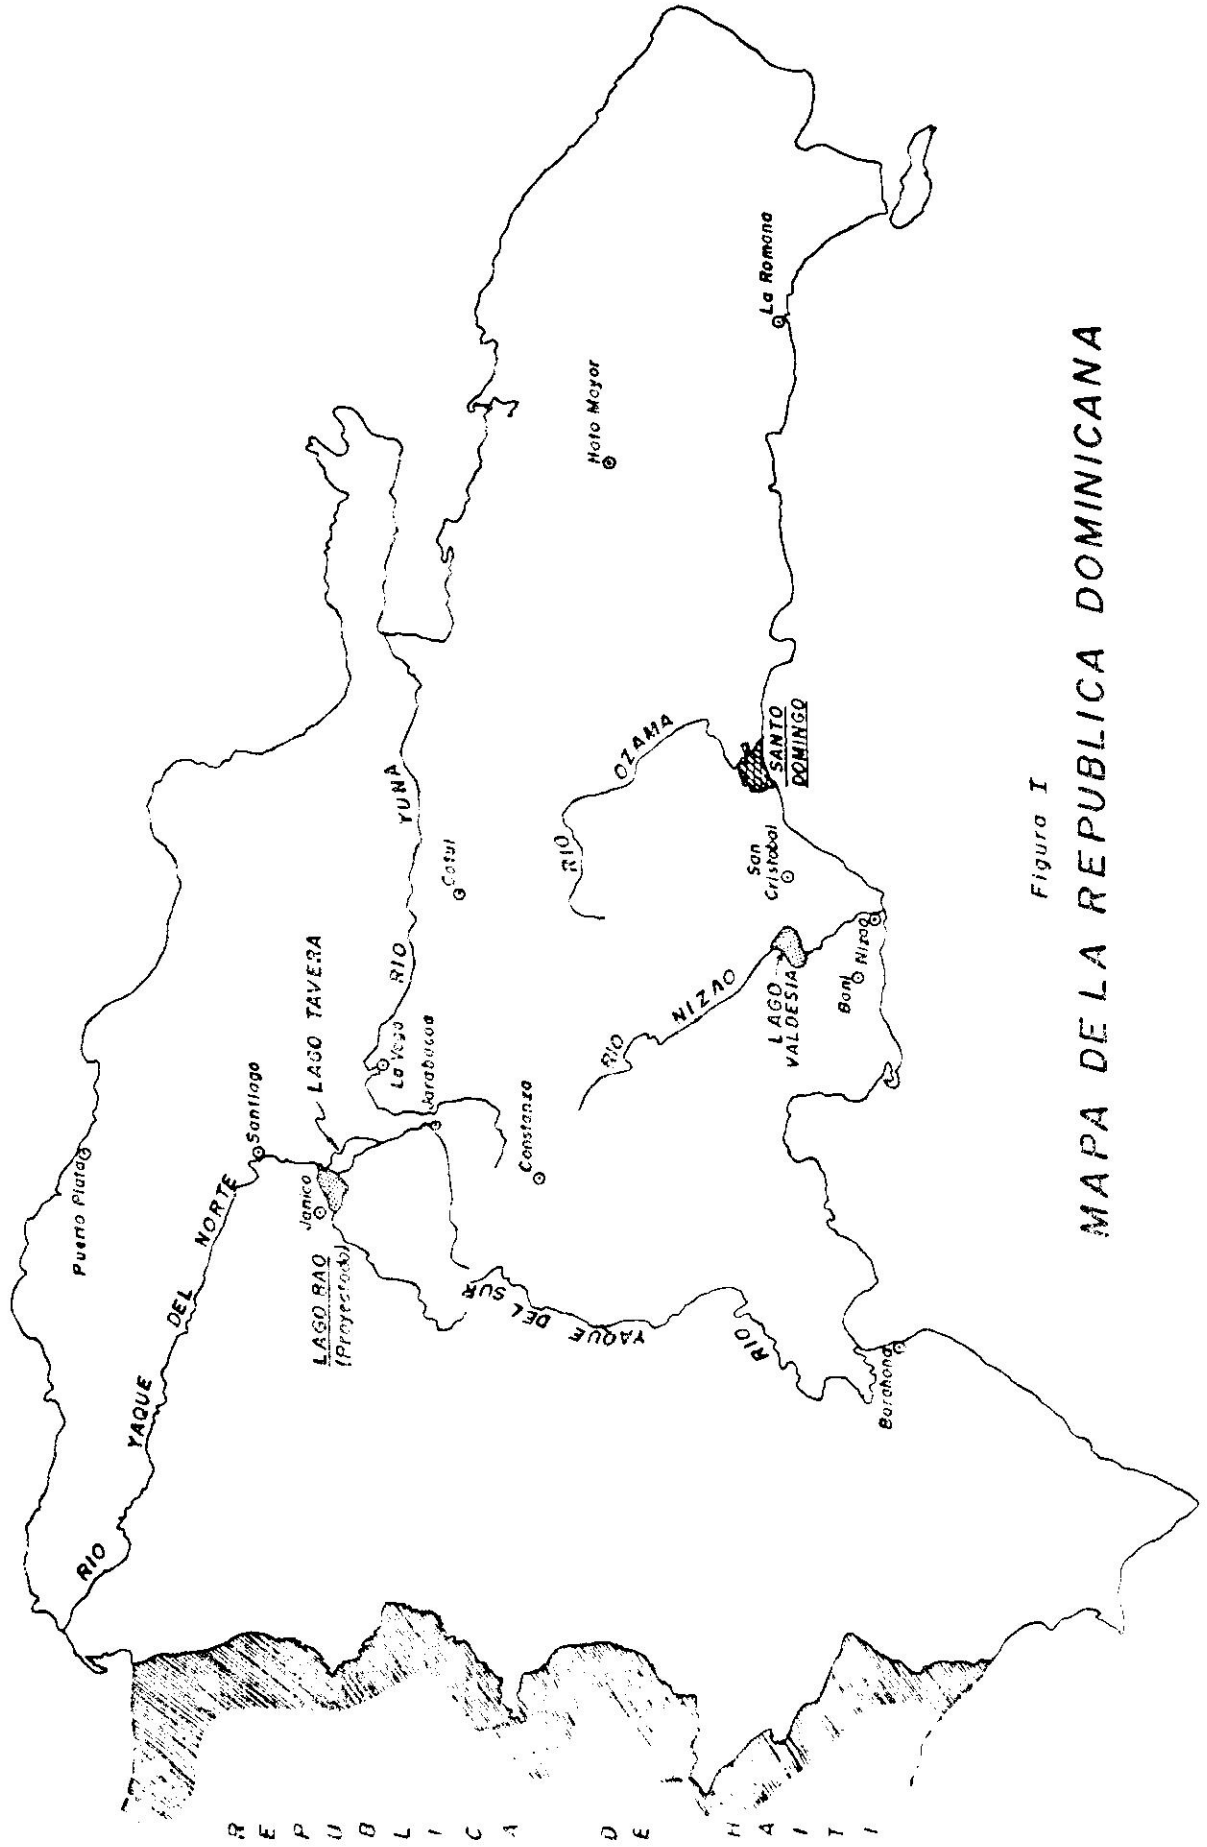 Puerto Plata
RIO YAQUE DEL NORTE
Santiago
LAGO TAVERA
Janico
LAGO BAO
(Proyectado)
La Vega
Jarabacoa
RIO YUNA
Cotui
Constanza
RIO YAQUE DEL SUR
RIO OZAMA
Hato Mayor
La Romana
SANTO
DOMINGO
San
Cristobal
RIO NIZAO
LAGO
VALDESIA
Bani
Nizao
Barahona
REPUBLICA DE HAITI
Figura I
MAPA DE LA REPUBLICA DOMINICANA